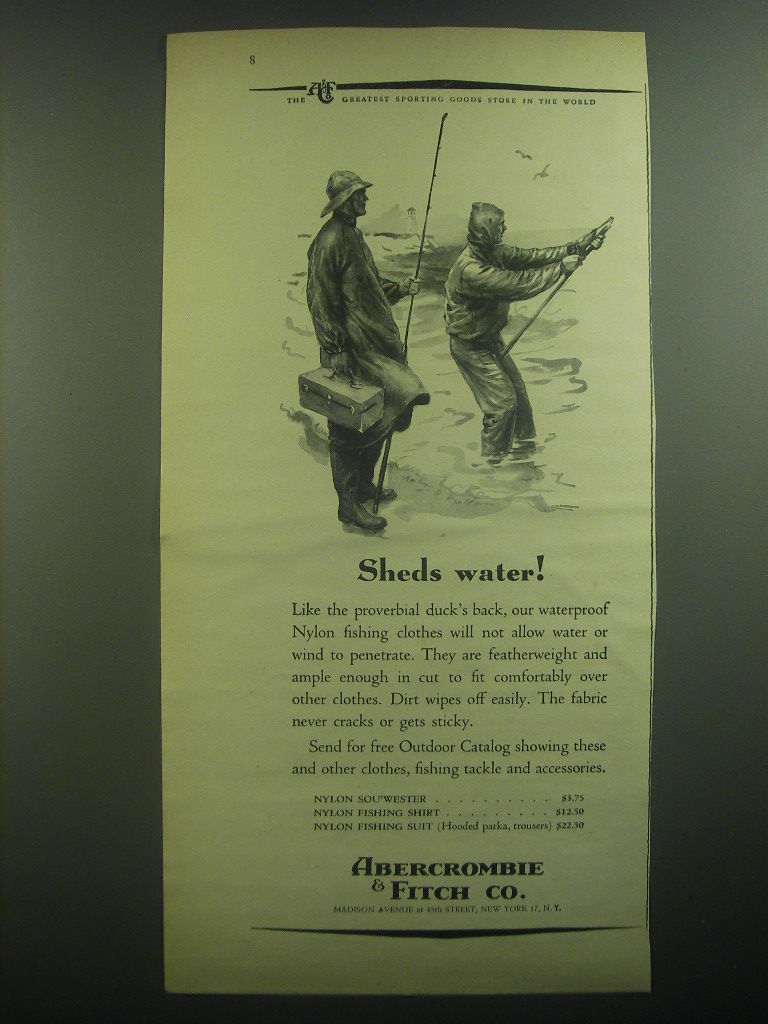 8
THE A&F Co GREATEST SPORTING GOODS STORE IN THE WORLD
Sheds water!
Like the proverbial duck's back, our waterproof
Nylon fishing clothes will not allow water or
wind to penetrate. They are featherweight and
ample enough in cut to fit comfortably over
other clothes. Dirt wipes off easily. The fabric
never cracks or gets sticky.
Send for free Outdoor Catalog showing these
and other clothes, fishing tackle and accessories.
NYLON SOU'WESTER . . . . . . . . . . $3.75
NYLON FISHING SHIRT . . . . . . . . . $12.50
NYLON FISHING SUIT (Hooded parka, trousers) $22.50
ABERCROMBIE
& FITCH CO.
MADISON AVENUE at 45th STREET, NEW YORK 17, N. Y.